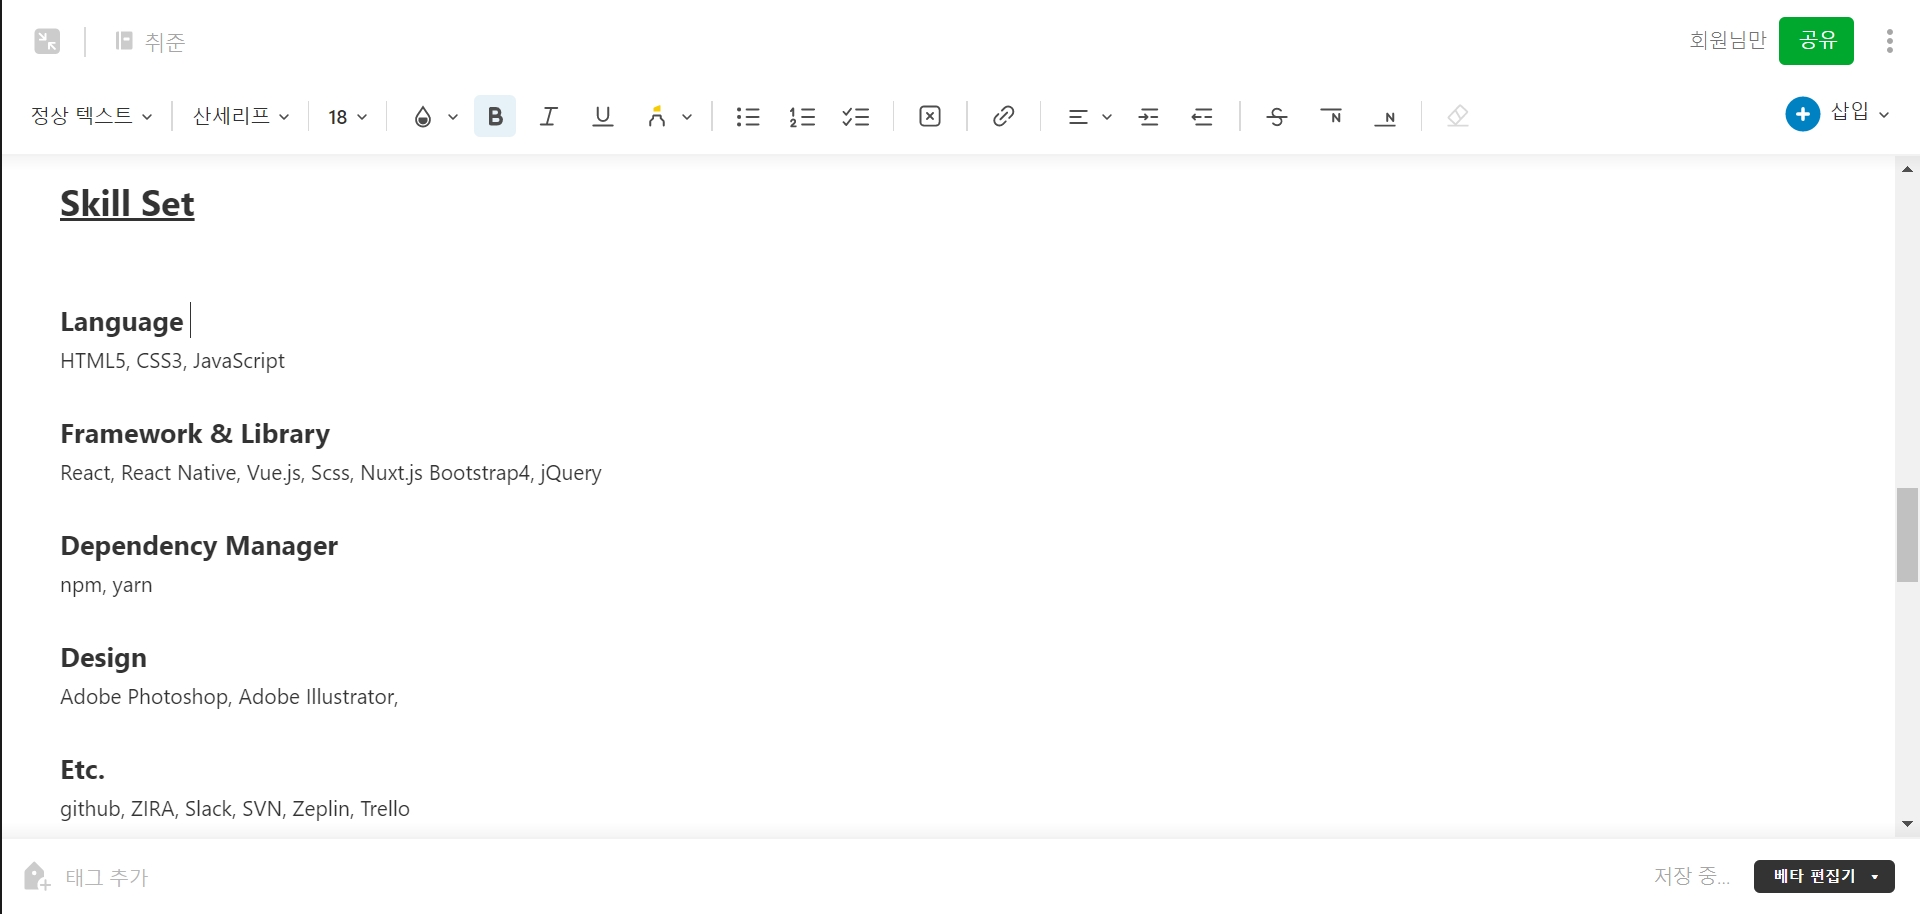 취준
회원님만 공유
정상 텍스트 산세리프 18 B I U 삽입
Skill Set
Language
HTML5, CSS3, JavaScript
Framework & Library
React, React Native, Vue.js, Scss, Nuxt.js Bootstrap4, jQuery
Dependency Manager
npm, yarn
Design
Adobe Photoshop, Adobe Illustrator,
Etc.
github, ZIRA, Slack, SVN, Zeplin, Trello
태그 추가
저장 중... 베타 편집기